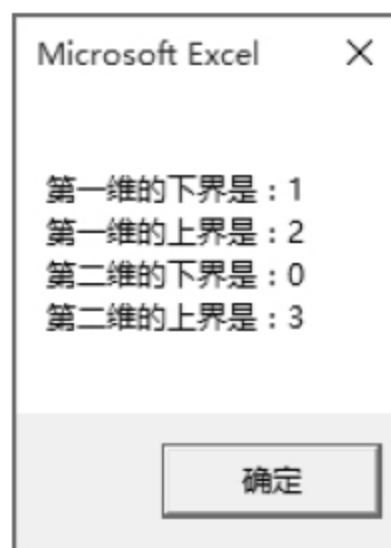 Microsoft Excel
第一维的下界是：1
第一维的上界是：2
第二维的下界是：0
第二维的上界是：3
确定